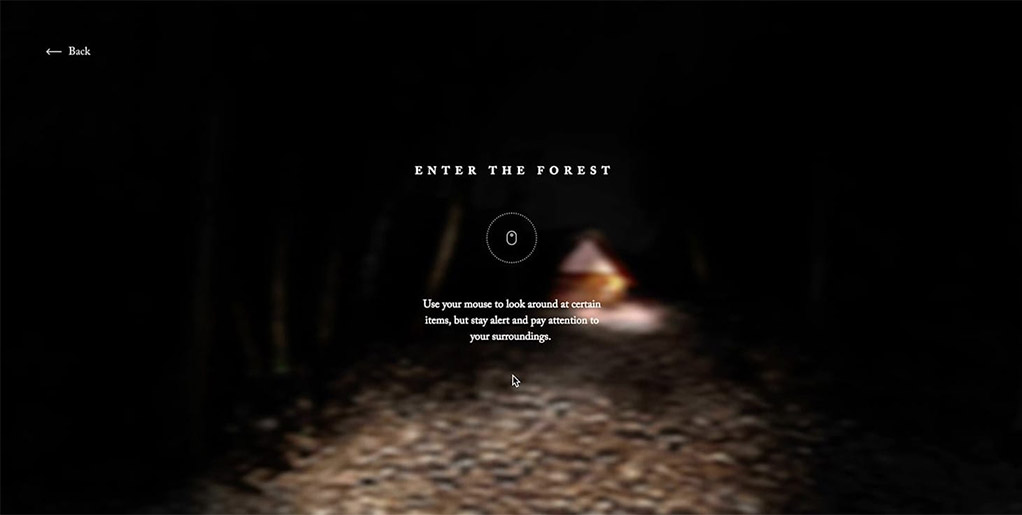 Back
ENTER THE FOREST
Use your mouse to look around at certain
items, but stay alert and pay attention to
your surroundings.